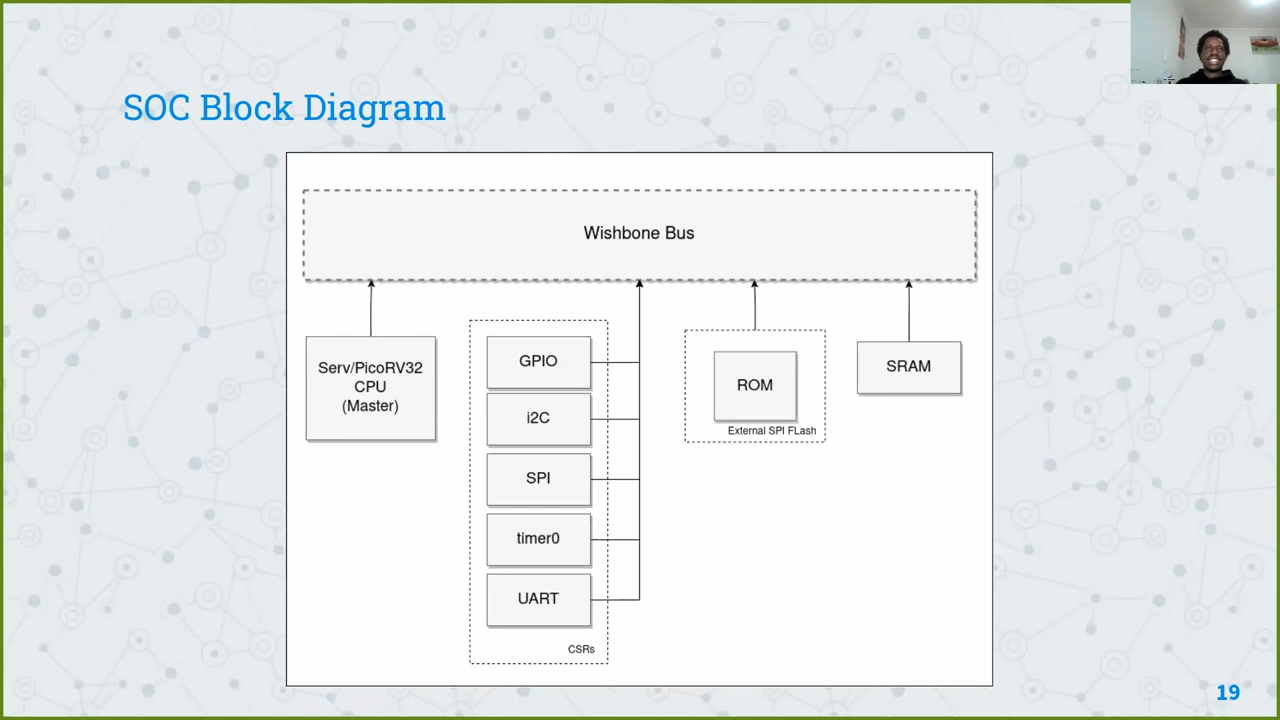 SOC Block Diagram
Wishbone Bus
Serv/PicoRV32
CPU
(Master)
GPIO
i2C
SPI
timer0
UART
CSRs
ROM
External SPI FLash
SRAM
19